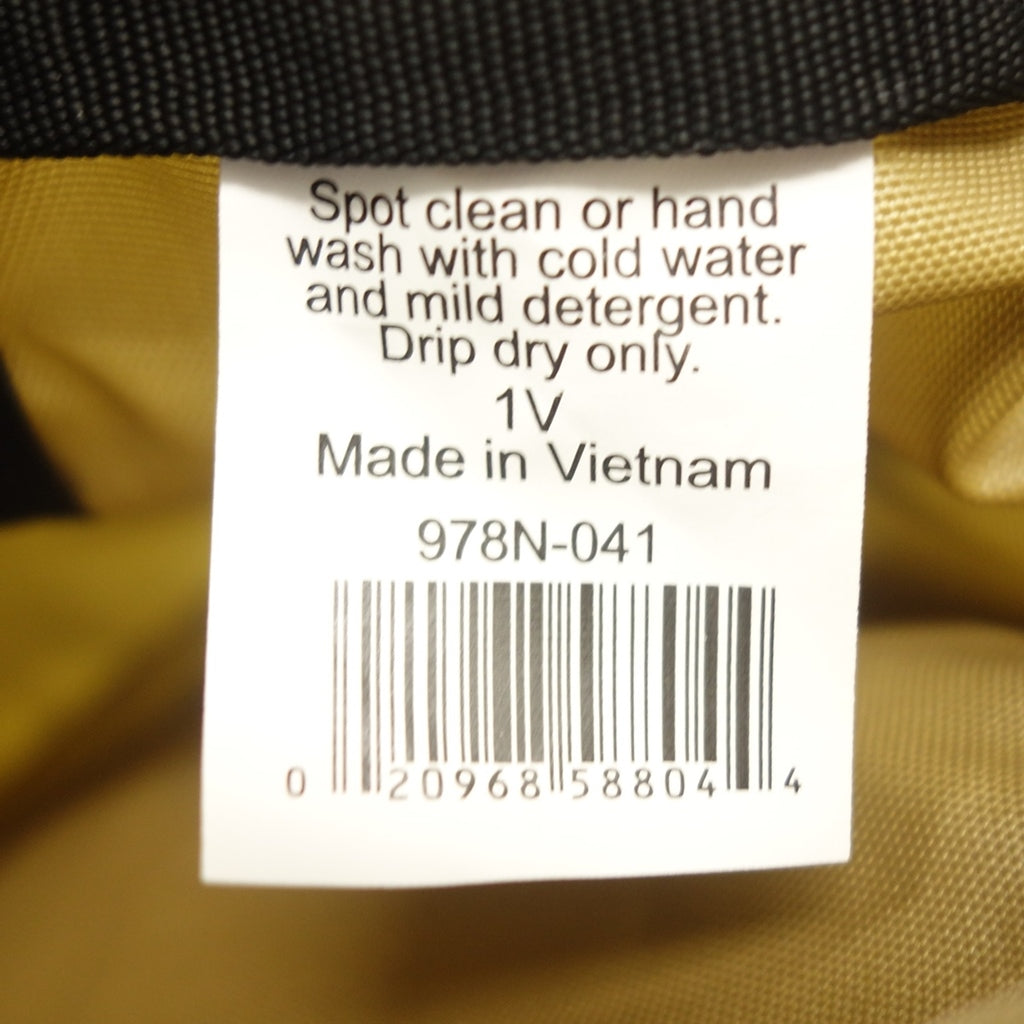 Spot clean or hand
wash with cold water
and mild detergent.
Drip dry only.
1V
Made in Vietnam
978N-041
0 20968 58804 4